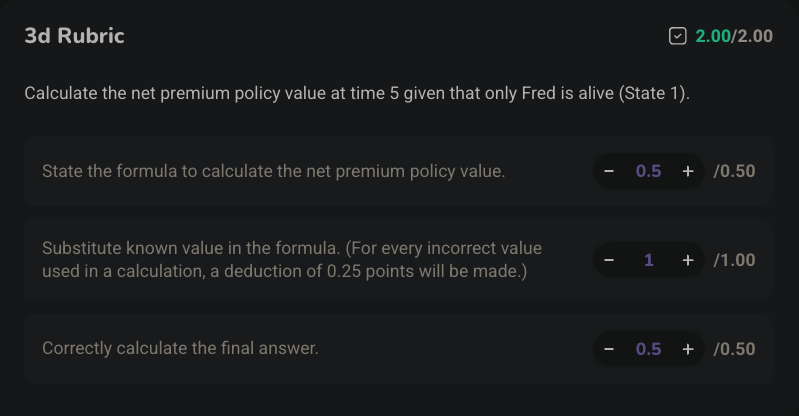 3d Rubric
2.00/2.00
Calculate the net premium policy value at time 5 given that only Fred is alive (State 1).
State the formula to calculate the net premium policy value.
− 0.5 + /0.50
Substitute known value in the formula. (For every incorrect value
used in a calculation, a deduction of 0.25 points will be made.)
− 1 + /1.00
Correctly calculate the final answer.
− 0.5 + /0.50